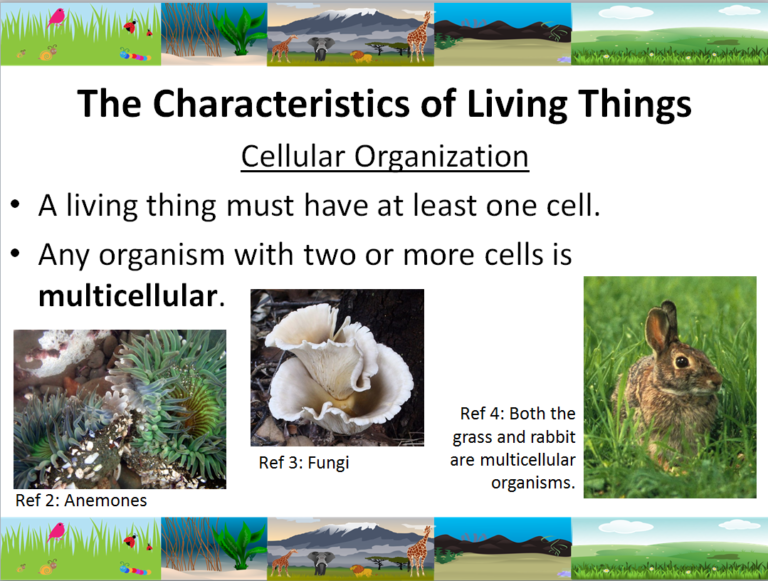 The Characteristics of Living Things
Cellular Organization
• A living thing must have at least one cell.
• Any organism with two or more cells is
multicellular.
Ref 2: Anemones
Ref 3: Fungi
Ref 4: Both the
grass and rabbit
are multicellular
organisms.